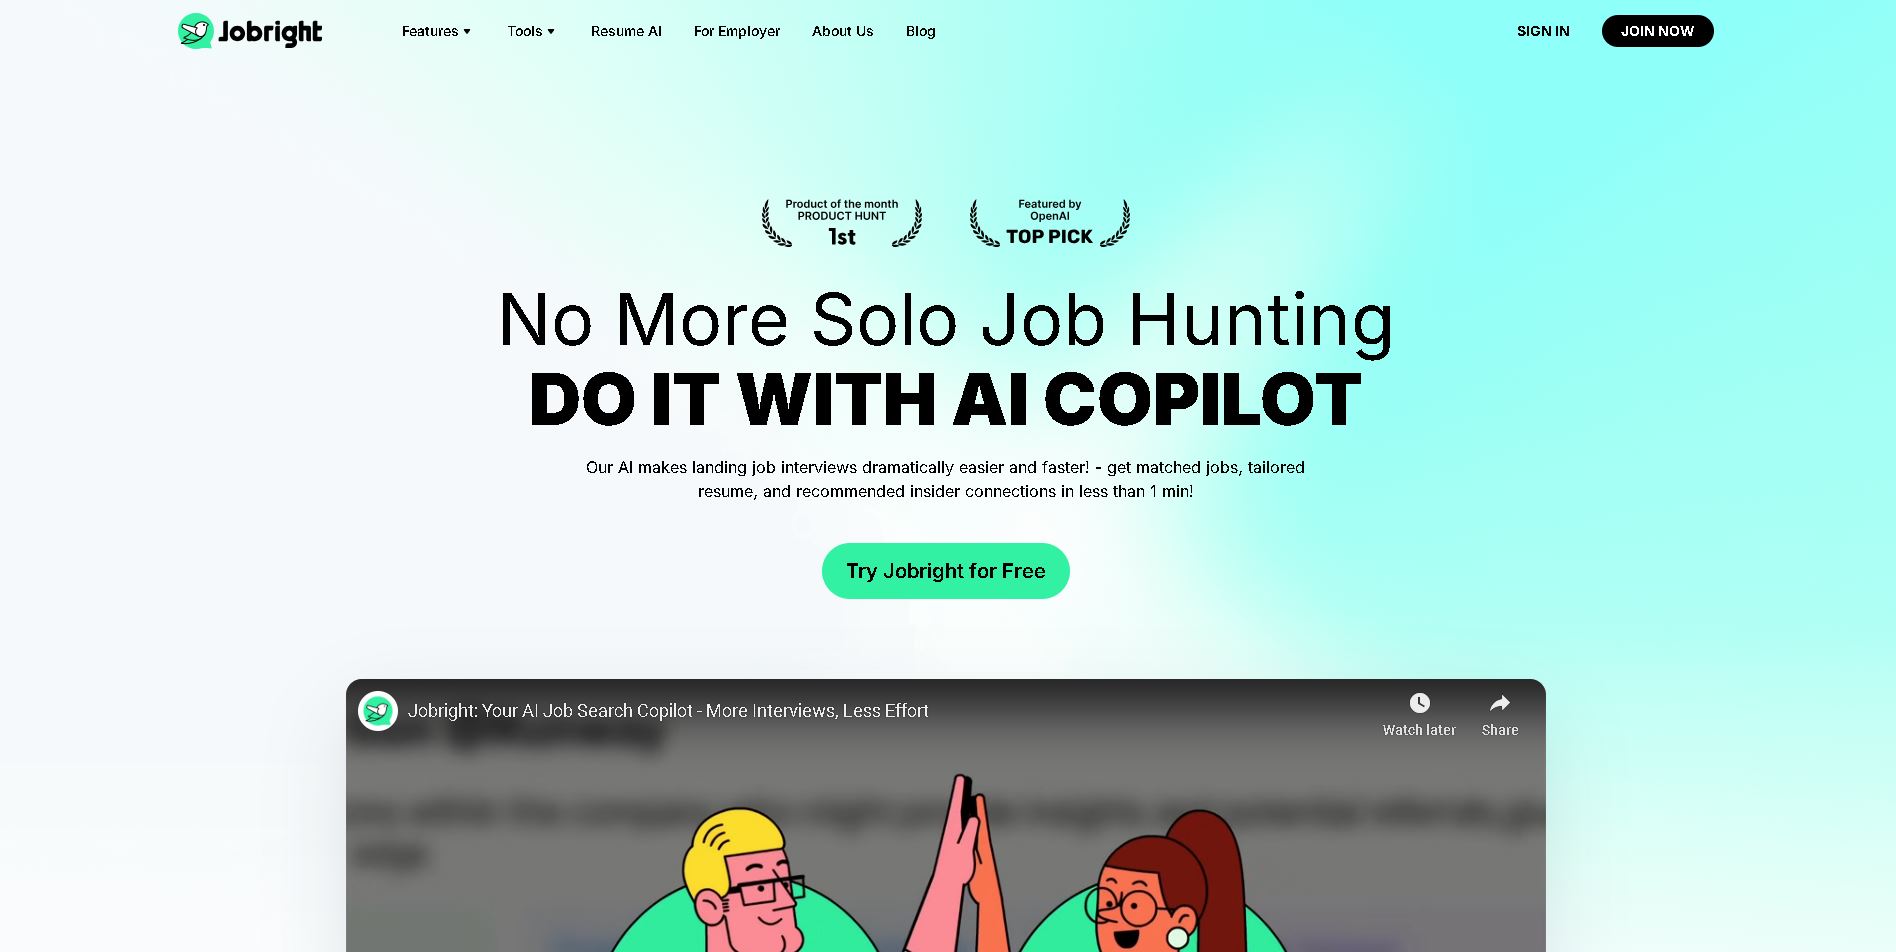 Jobright
Features
Tools
Resume AI
For Employer
About Us
Blog
SIGN IN
JOIN NOW
Product of the month
PRODUCT HUNT
1st
Featured by
OpenAI
TOP PICK
No More Solo Job Hunting
DO IT WITH AI COPILOT
Our AI makes landing job interviews dramatically easier and faster! - get matched jobs, tailored
resume, and recommended insider connections in less than 1 min!
Try Jobright for Free
Jobright: Your AI Job Search Copilot - More Interviews, Less Effort
Watch later
Share